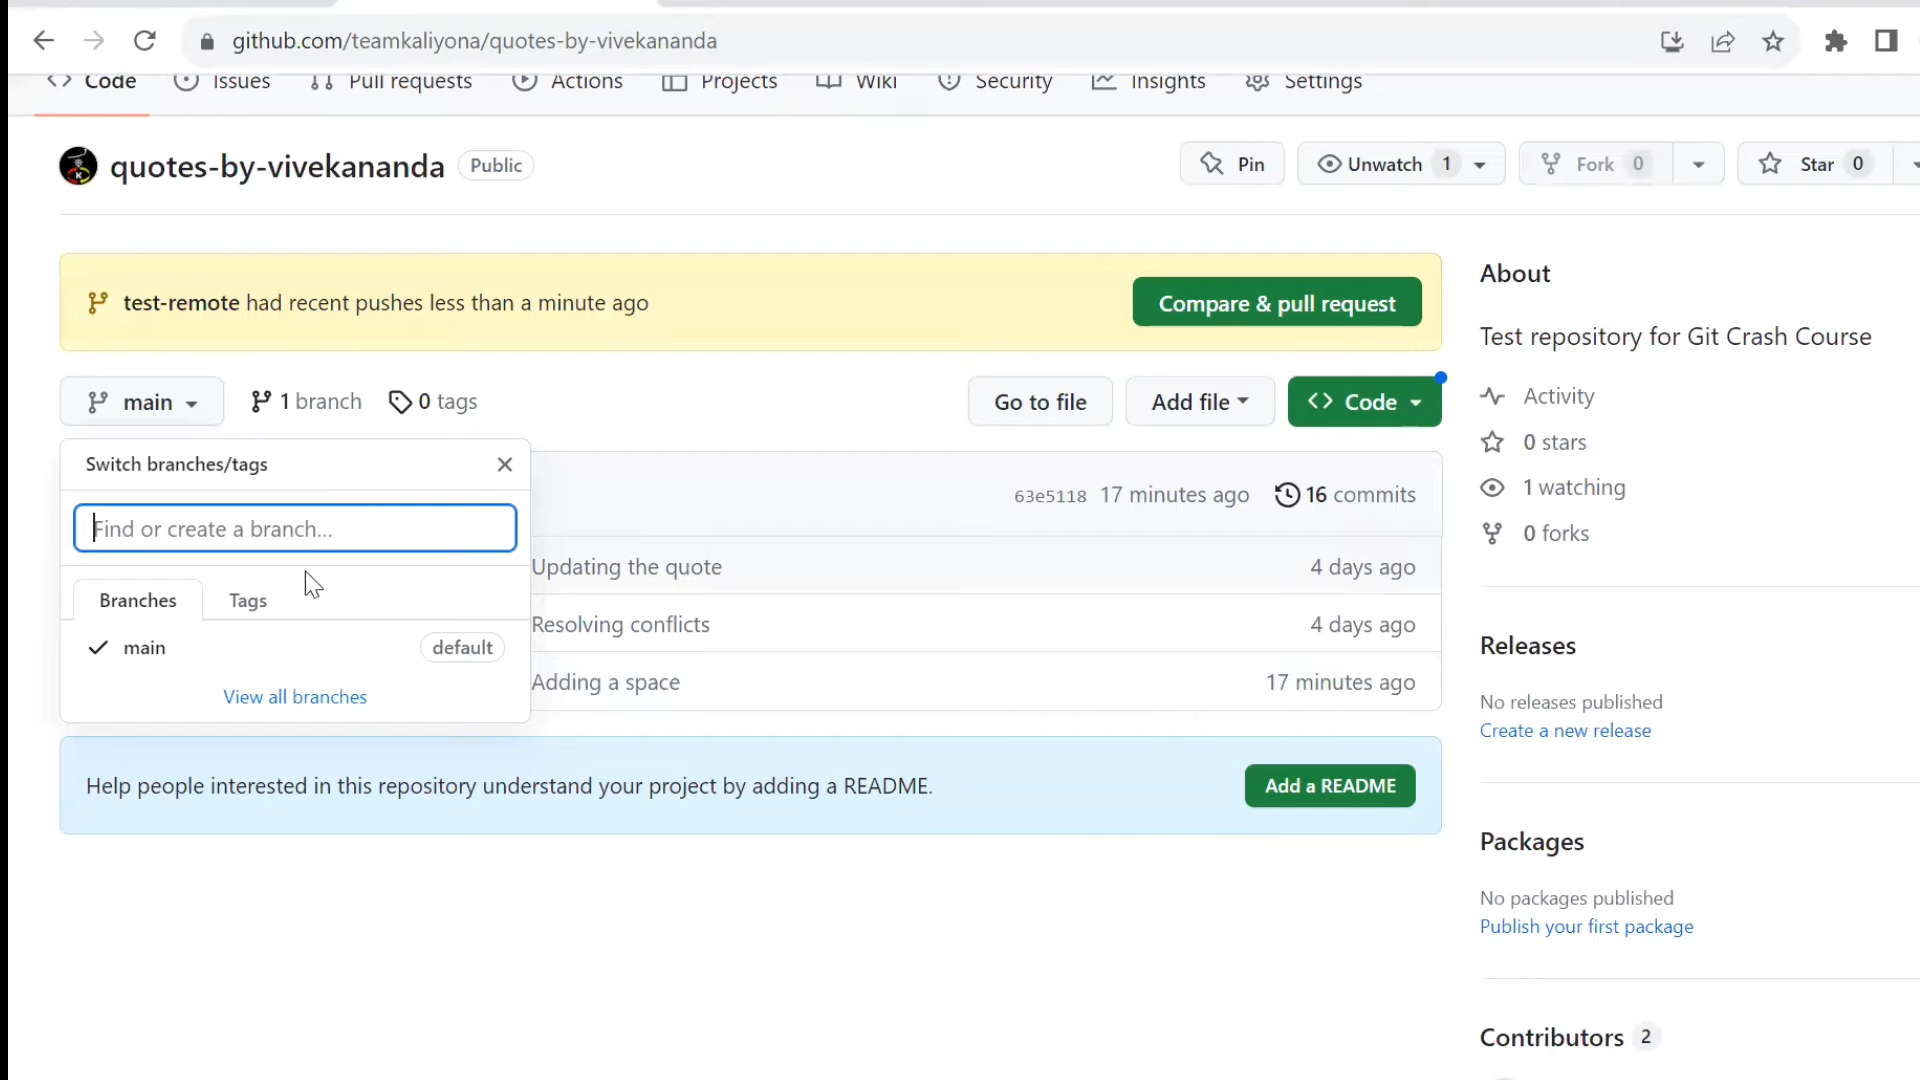 github.com/teamkaliyona/quotes-by-vivekananda
Code Issues Pull requests Actions Projects Wiki Security Insights Settings
quotes-by-vivekananda Public Pin Unwatch 1 Fork 0 Star 0
test-remote had recent pushes less than a minute ago Compare & pull request
main 1 branch 0 tags Go to file Add file Code
Switch branches/tags
Find or create a branch...
Branches Tags
main default
View all branches
63e5118 17 minutes ago 16 commits
Updating the quote 4 days ago
Resolving conflicts 4 days ago
Adding a space 17 minutes ago
Help people interested in this repository understand your project by adding a README. Add a README
About
Test repository for Git Crash Course
Activity
0 stars
1 watching
0 forks
Releases
No releases published
Create a new release
Packages
No packages published
Publish your first package
Contributors 2